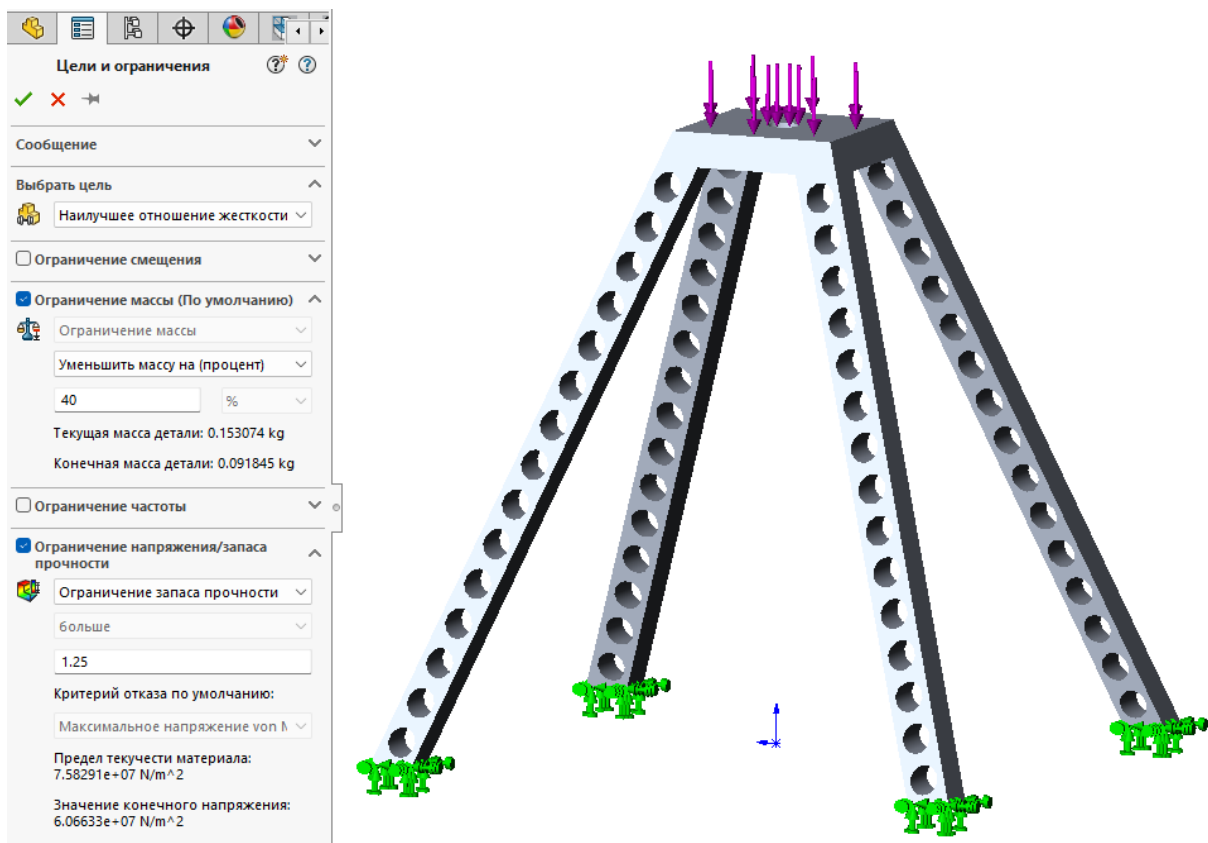 Цели и ограничения
Сообщение
Выбрать цель
Наилучшее отношение жесткости
Ограничение смещения
Ограничение массы (По умолчанию)
Ограничение массы
Уменьшить массу на (процент)
40
%
Текущая масса детали: 0.153074 kg
Конечная масса детали: 0.091845 kg
Ограничение частоты
Ограничение напряжения/запаса
прочности
Ограничение запаса прочности
больше
1.25
Критерий отказа по умолчанию:
Максимальное напряжение von M
Предел текучести материала:
7.58291e+07 N/m^2
Значение конечного напряжения:
6.06633e+07 N/m^2